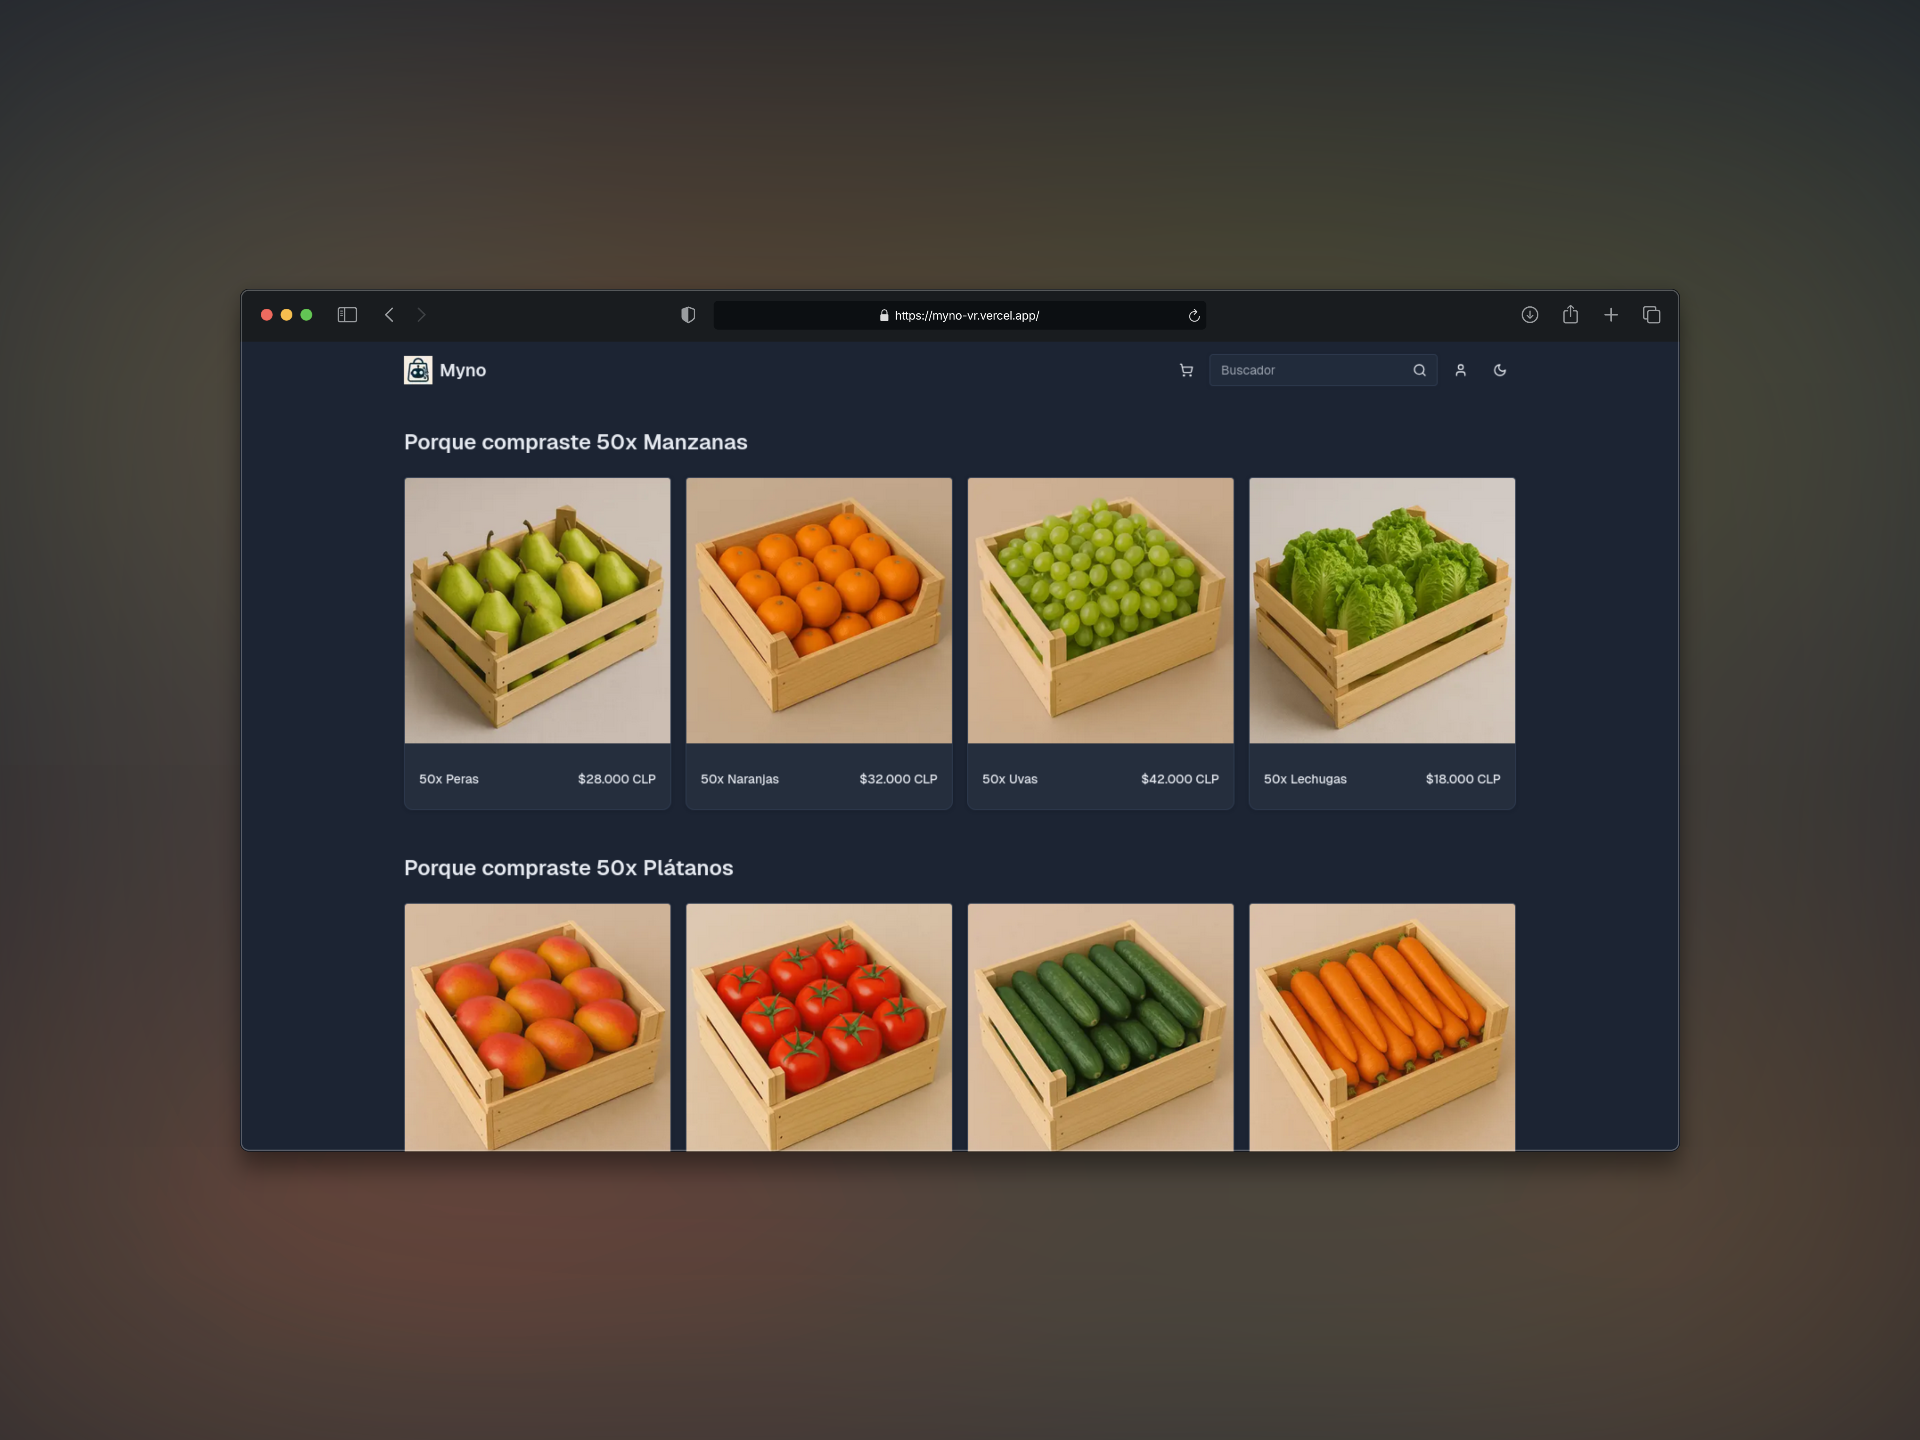 https://myno-vr.vercel.app/
Myno
Buscador
Porque compraste 50x Manzanas
50x Peras $28.000 CLP
50x Naranjas $32.000 CLP
50x Uvas $42.000 CLP
50x Lechugas $18.000 CLP
Porque compraste 50x Plátanos